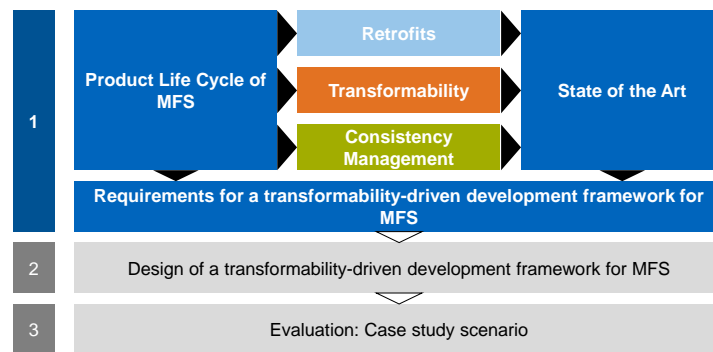 1
Product Life Cycle of
MFS
Retrofits
Transformability
Consistency
Management
State of the Art
Requirements for a transformability-driven development framework for
MFS
2
Design of a transformability-driven development framework for MFS
3
Evaluation: Case study scenario